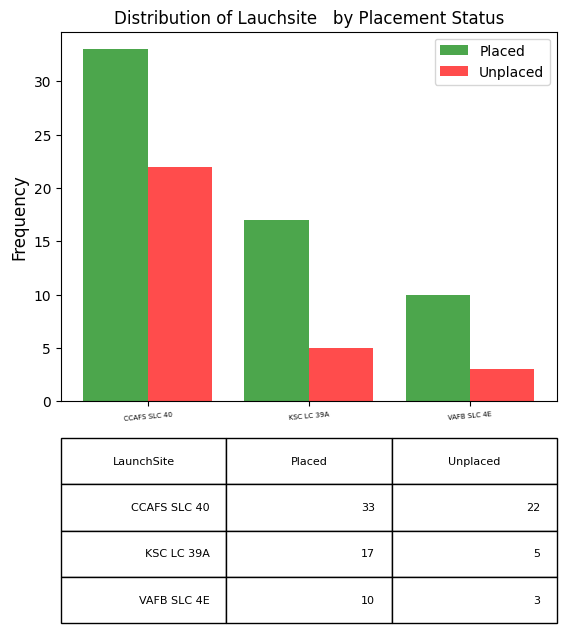 Distribution of Lauchsite   by Placement Status
Placed
Unplaced
Frequency
30
25
20
15
10
5
0
CCAFS SLC 40 KSC LC 39A VAFB SLC 4E
LaunchSite Placed Unplaced
CCAFS SLC 40 33 22
KSC LC 39A 17 5
VAFB SLC 4E 10 3